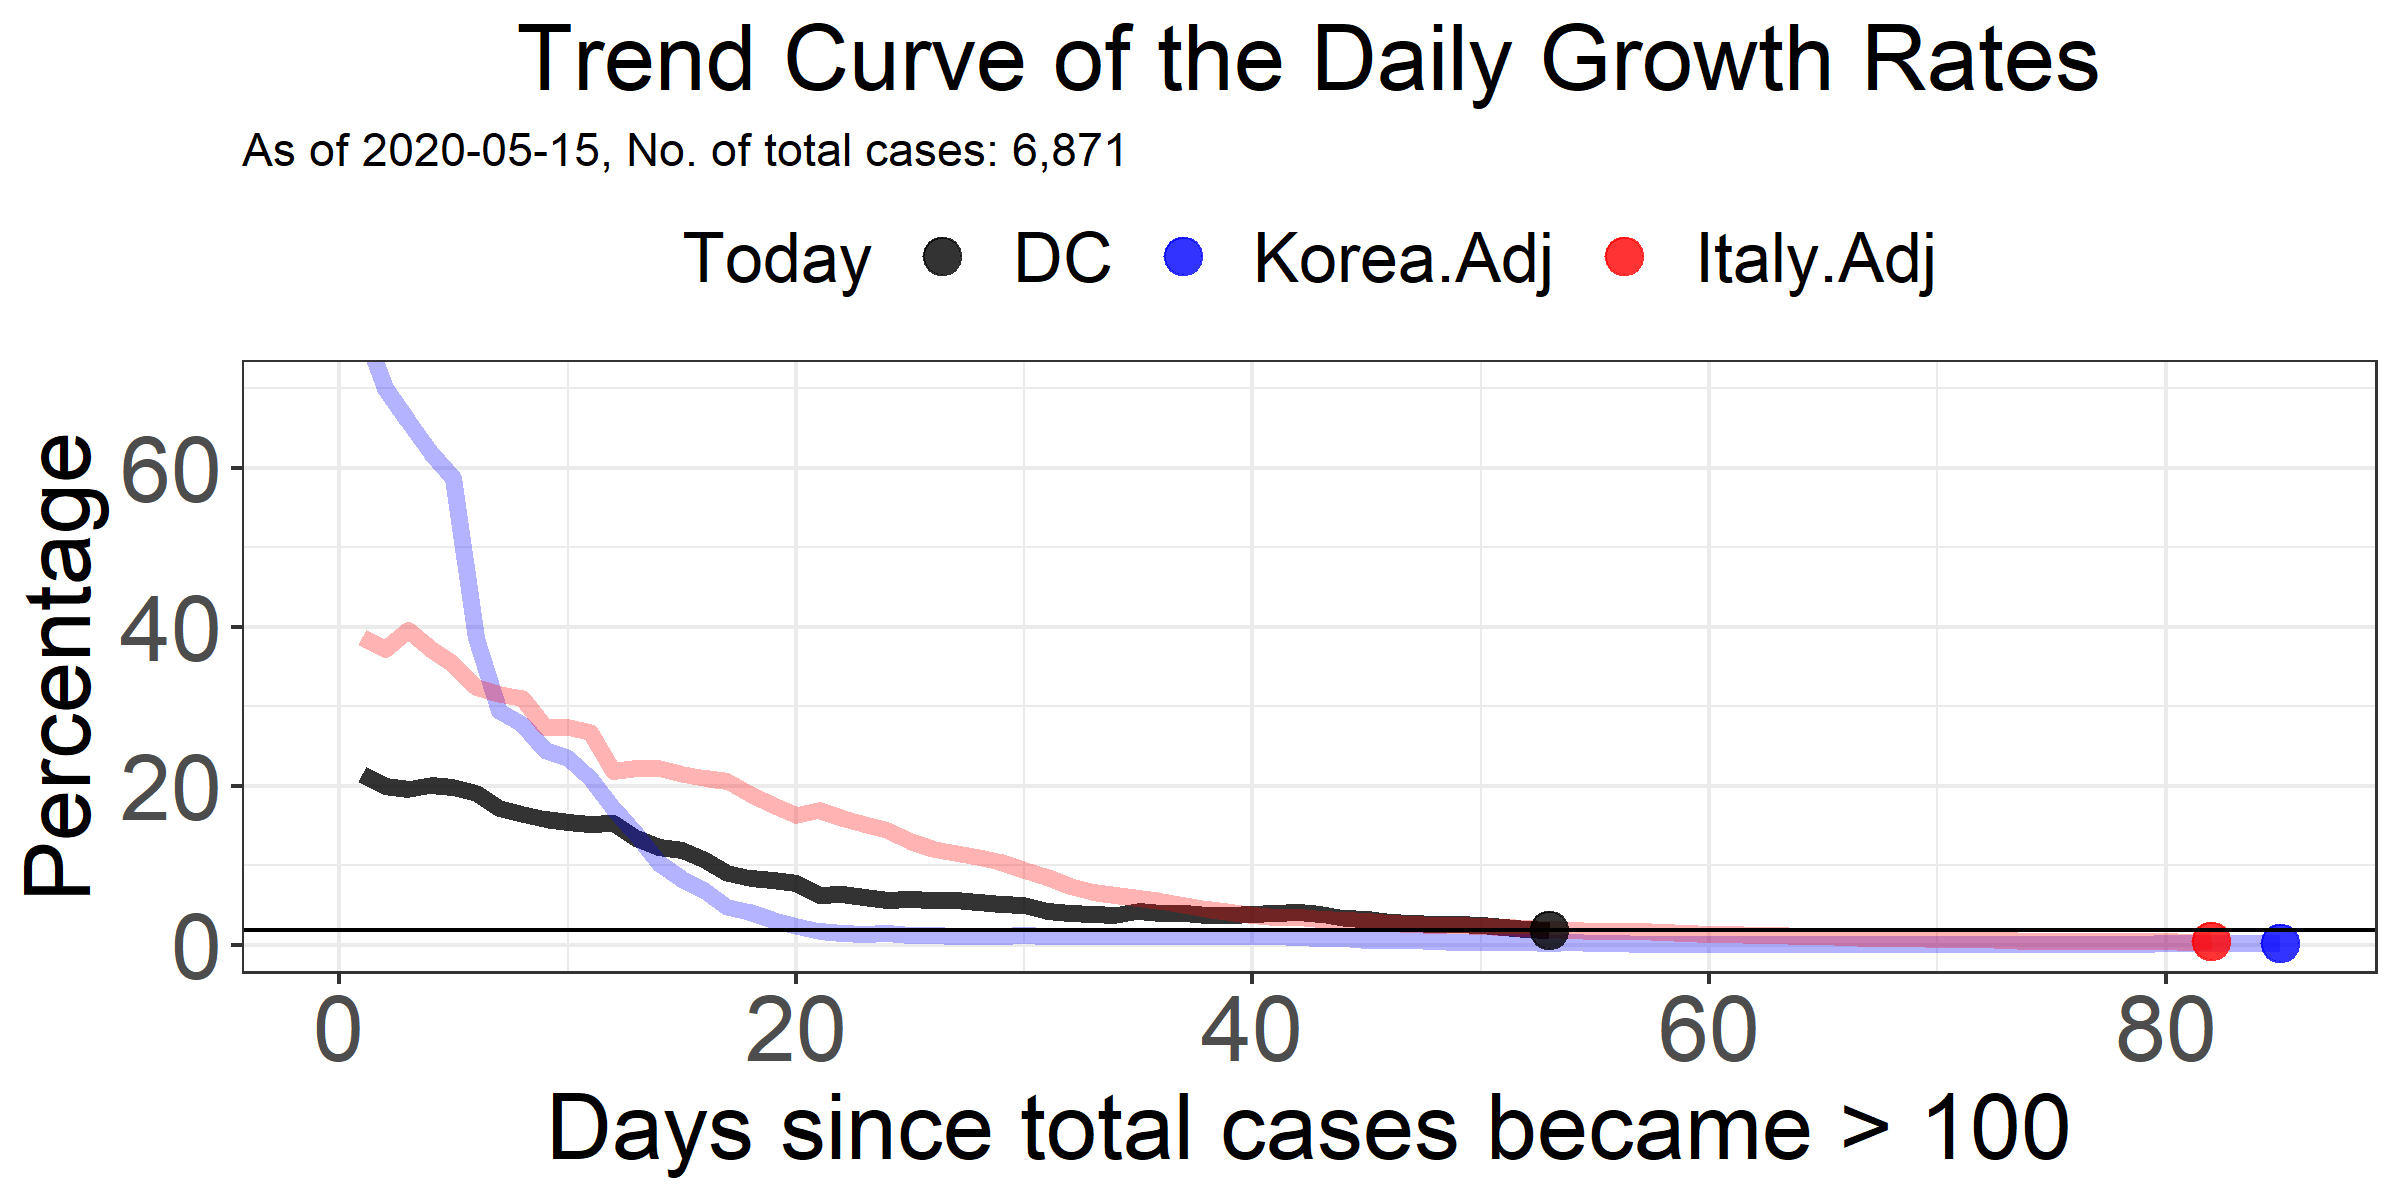 Trend Curve of the Daily Growth Rates
As of 2020-05-15, No. of total cases: 6,871
Today DC Korea.Adj Italy.Adj
Percentage
60
40
20
0
0 20 40 60 80
Days since total cases became > 100